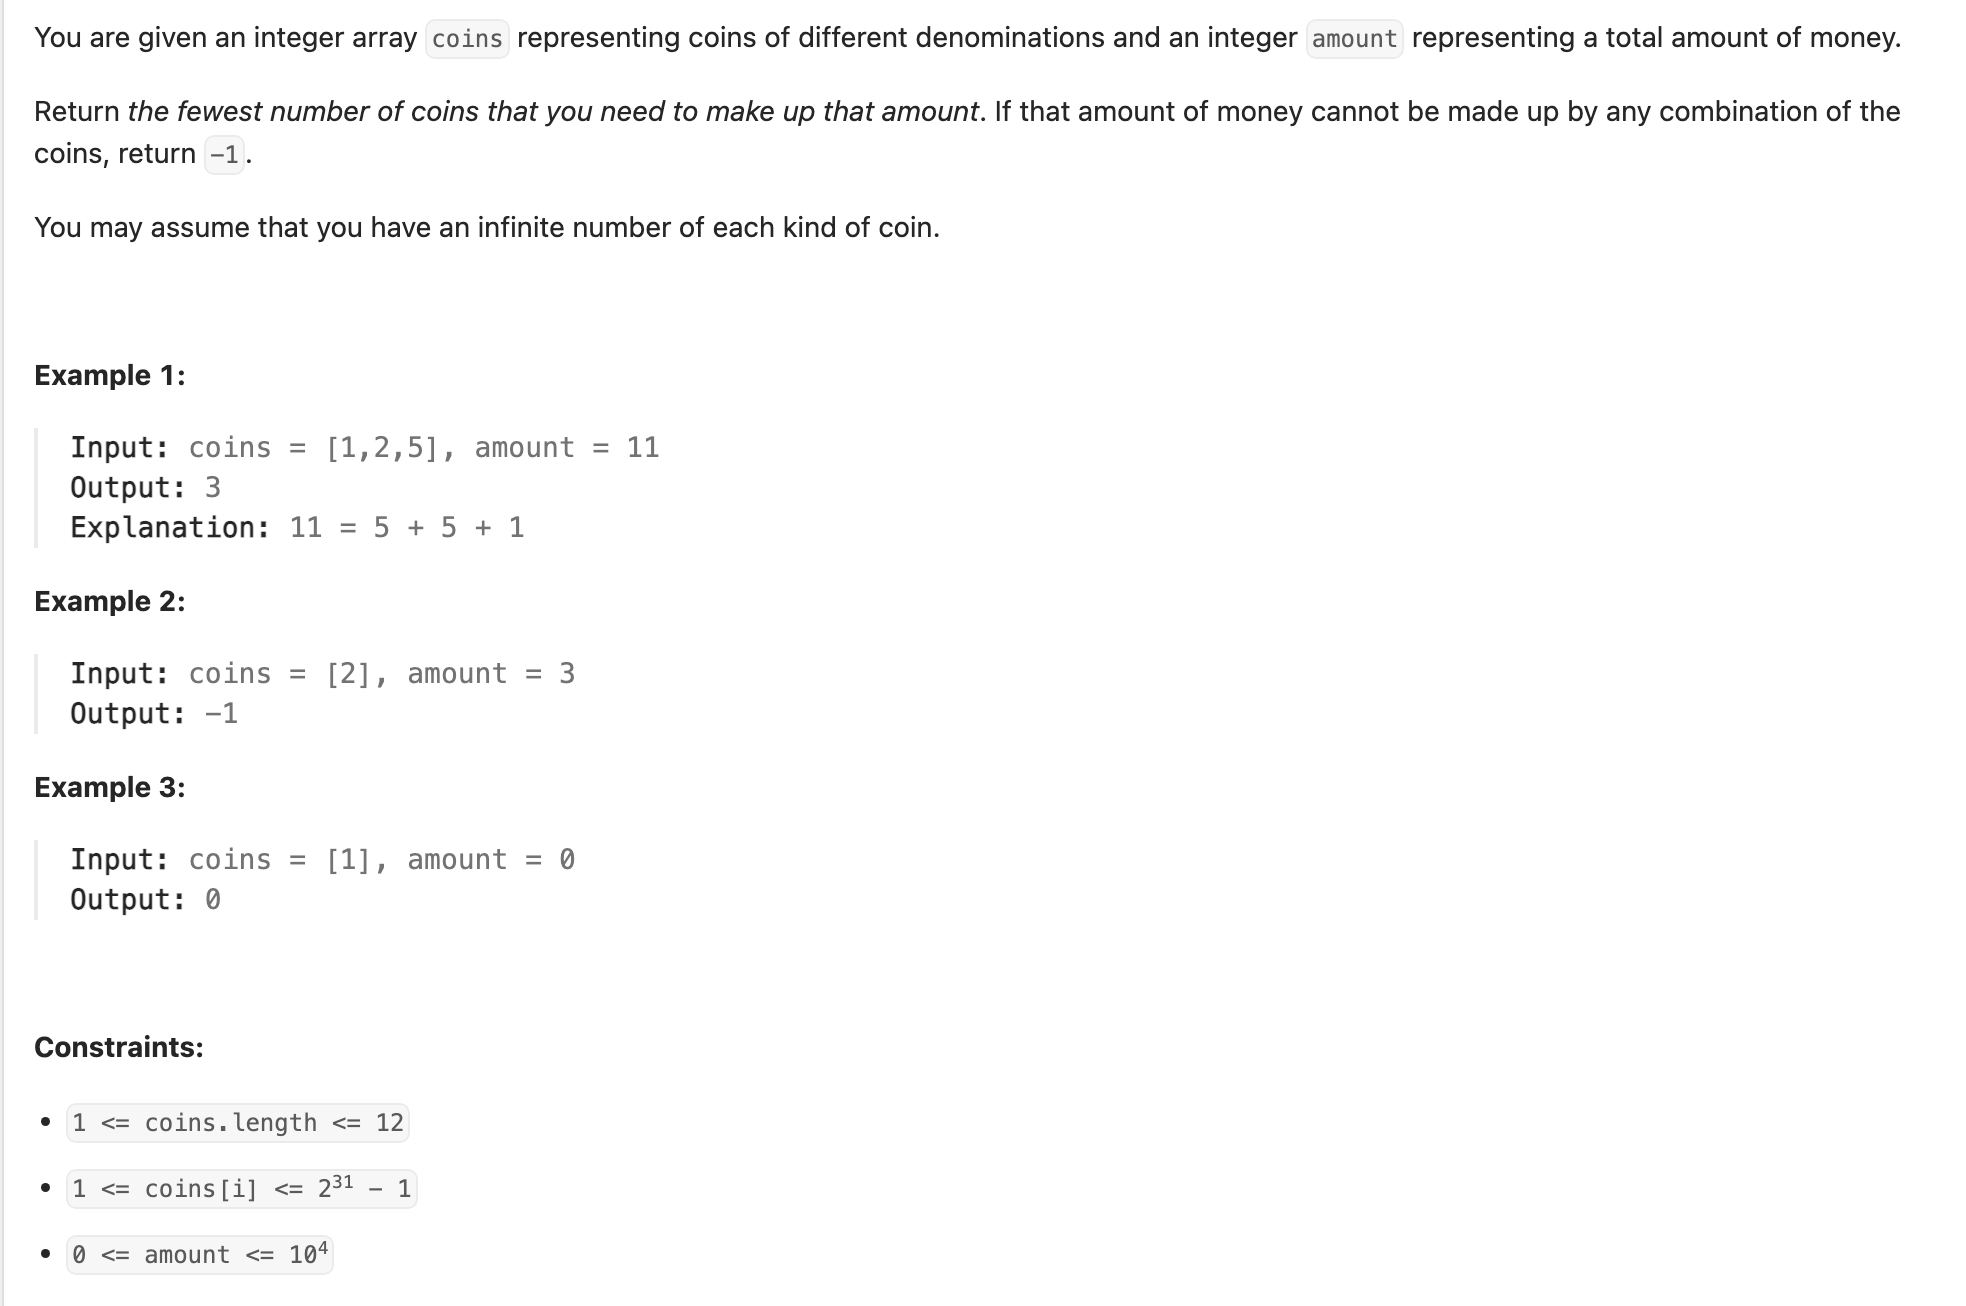 You are given an integer array coins representing coins of different denominations and an integer amount representing a total amount of money.
Return the fewest number of coins that you need to make up that amount. If that amount of money cannot be made up by any combination of the
coins, return -1.
You may assume that you have an infinite number of each kind of coin.
Example 1:
Input: coins = [1,2,5], amount = 11
Output: 3
Explanation: 11 = 5 + 5 + 1
Example 2:
Input: coins = [2], amount = 3
Output: -1
Example 3:
Input: coins = [1], amount = 0
Output: 0
Constraints:
• 1 <= coins.length <= 12
• 1 <= coins[i] <= 2³¹ - 1
• 0 <= amount <= 10⁴